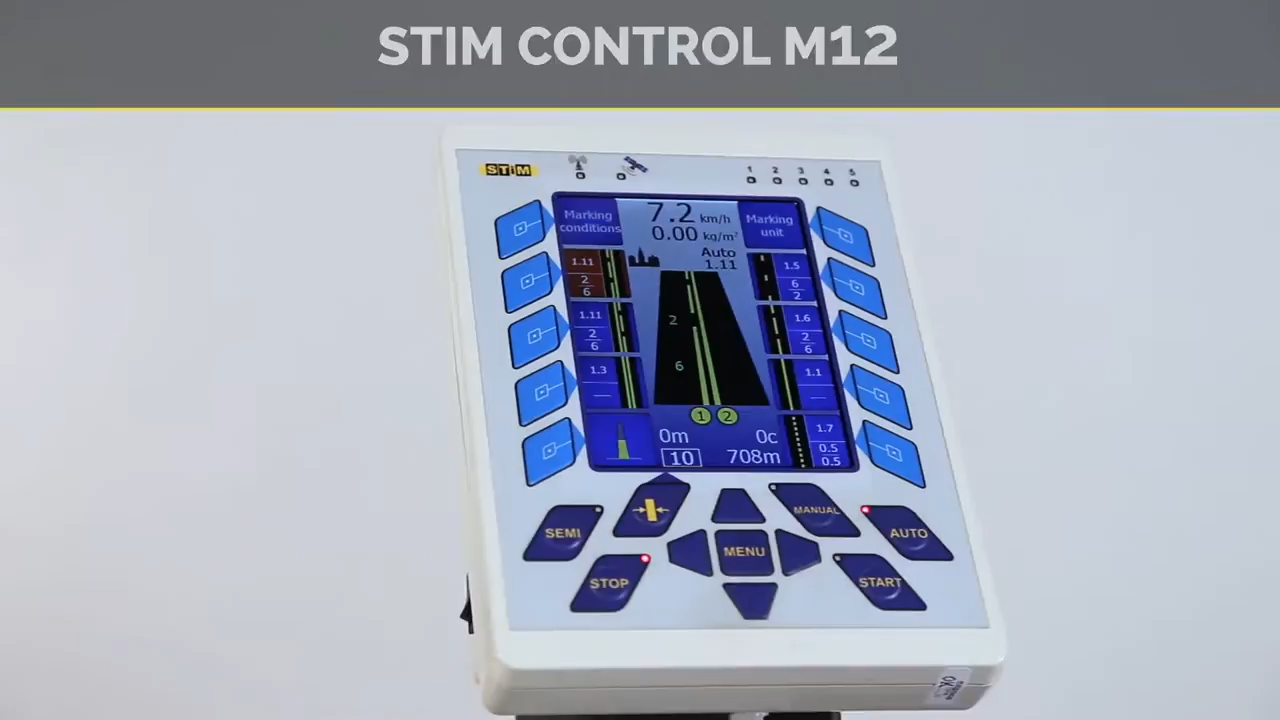 STIM CONTROL M12
STiM
1 2 3 4 5
Marking
conditions
7.2 km/h
0.00 kg/m²
Marking
unit
Auto
1.11
1.11
2
6
1.5
6
2
1.11
2
6
2
1.6
2
6
1.3
6
1.1
1 2
0m 0c
10 708m
1.7
0.5
0.5
SEMI
MANUAL
AUTO
STOP
MENU
START